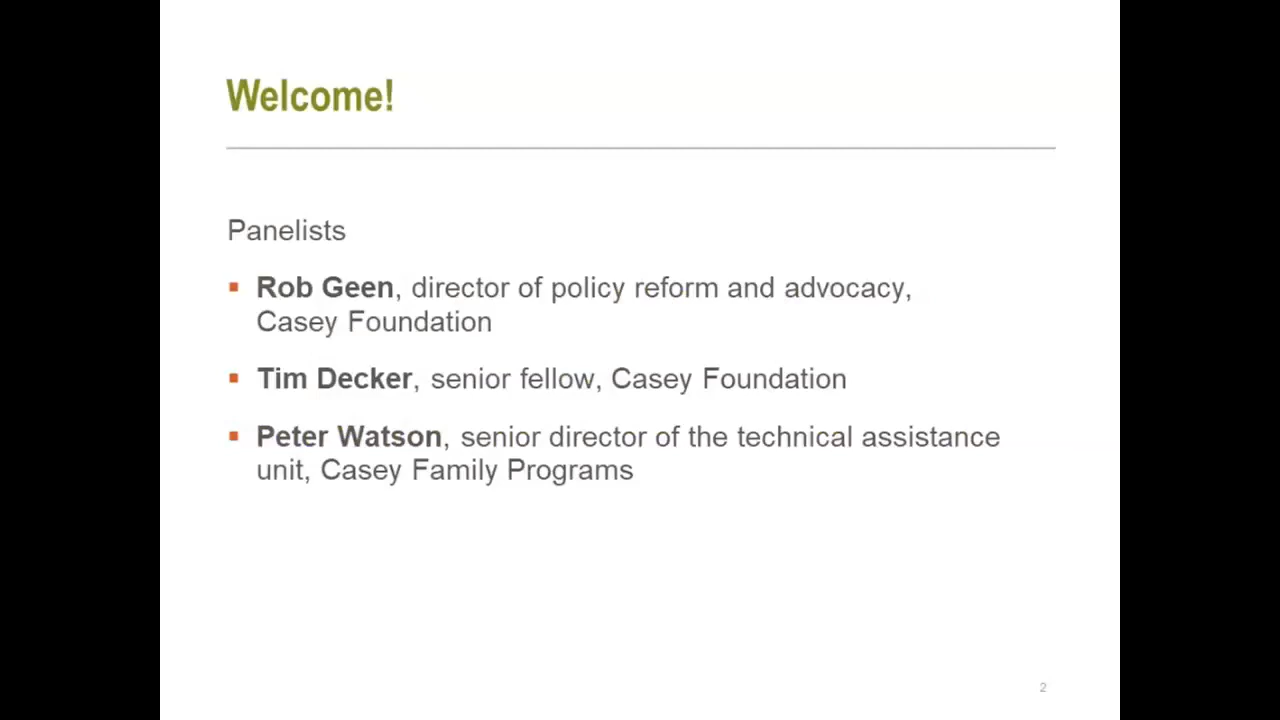 Welcome!
Panelists
▪ Rob Geen, director of policy reform and advocacy,
Casey Foundation
▪ Tim Decker, senior fellow, Casey Foundation
▪ Peter Watson, senior director of the technical assistance
unit, Casey Family Programs
2